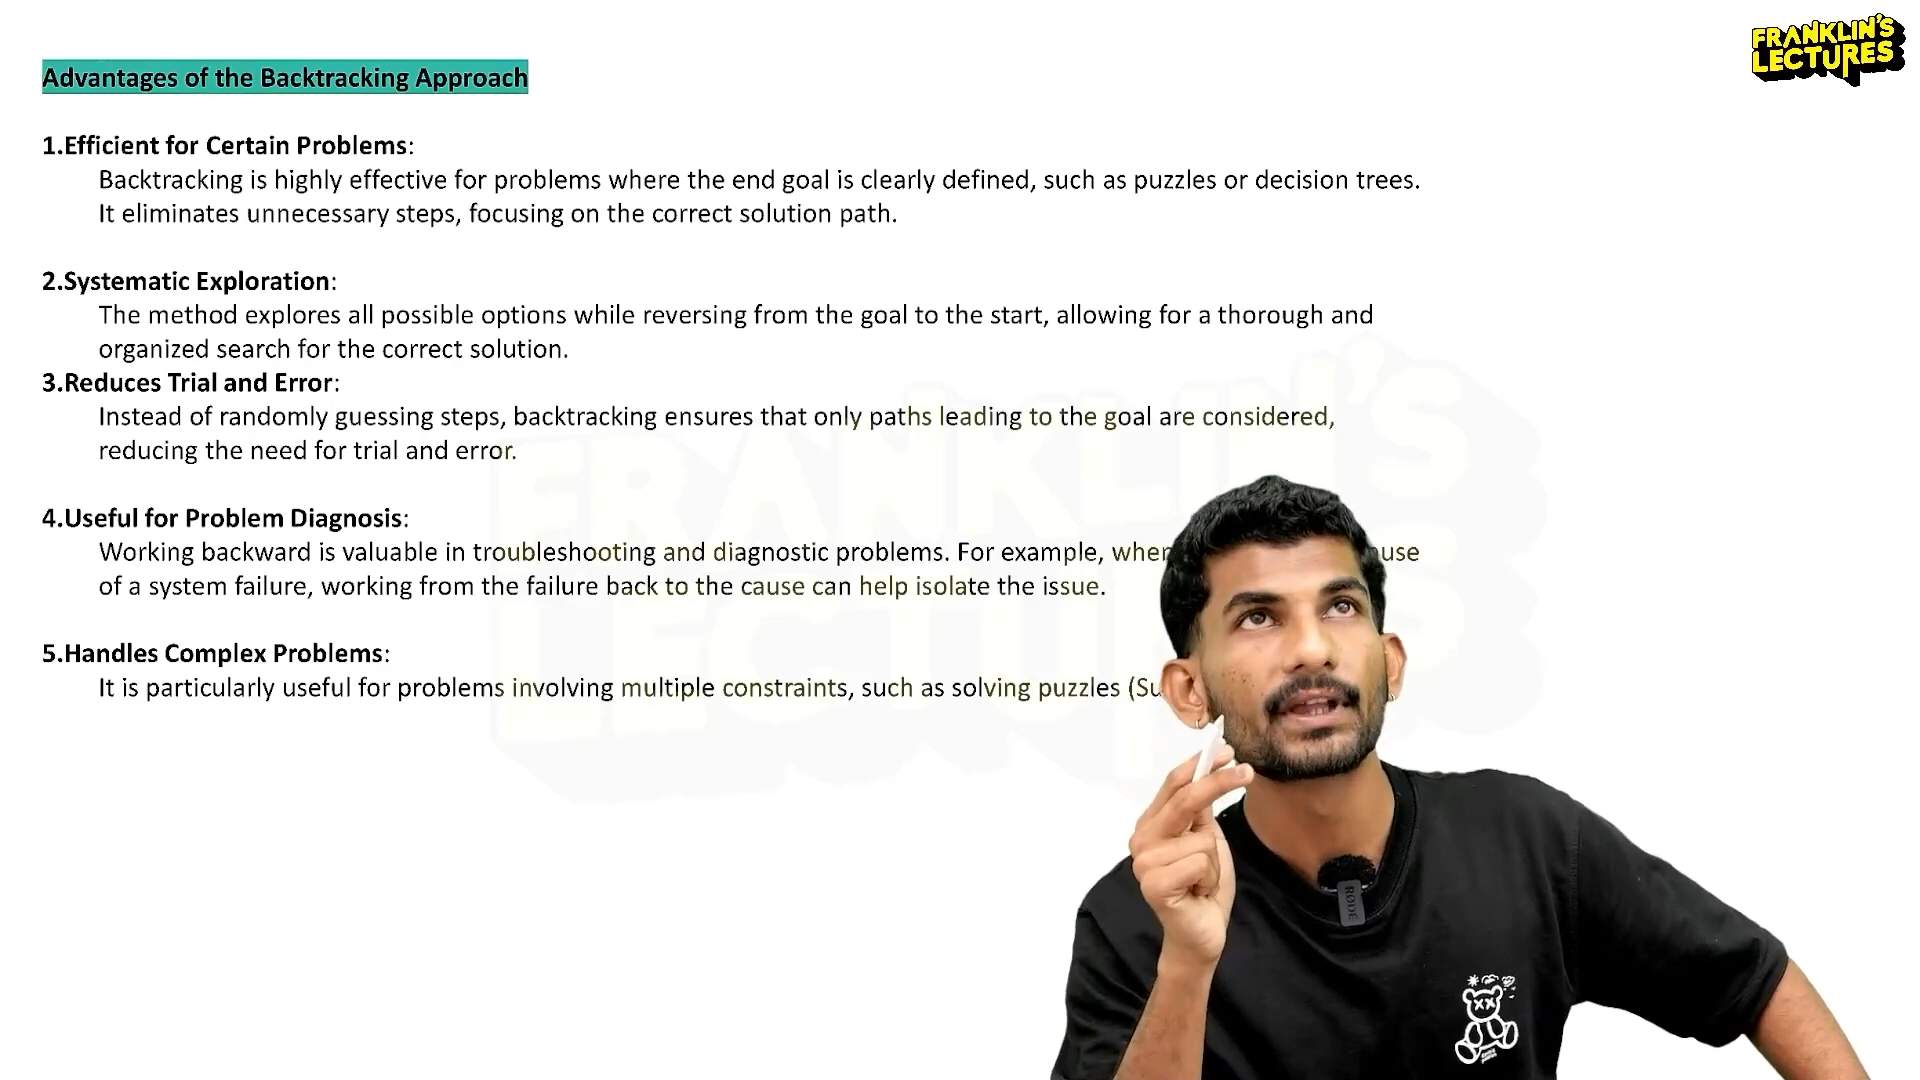 FRANKLIN'S
LECTURES
Advantages of the Backtracking Approach
1.Efficient for Certain Problems:
Backtracking is highly effective for problems where the end goal is clearly defined, such as puzzles or decision trees.
It eliminates unnecessary steps, focusing on the correct solution path.
2.Systematic Exploration:
The method explores all possible options while reversing from the goal to the start, allowing for a thorough and
organized search for the correct solution.
3.Reduces Trial and Error:
Instead of randomly guessing steps, backtracking ensures that only paths leading to the goal are considered,
reducing the need for trial and error.
4.Useful for Problem Diagnosis:
Working backward is valuable in troubleshooting and diagnostic problems. For example,
of a system failure, working from the failure back to the cause can help isolate the issue.
5.Handles Complex Problems:
It is particularly useful for problems involving multiple constraints, such as solving puzzles
FRANKLIN'S
LECTURES
RØDE